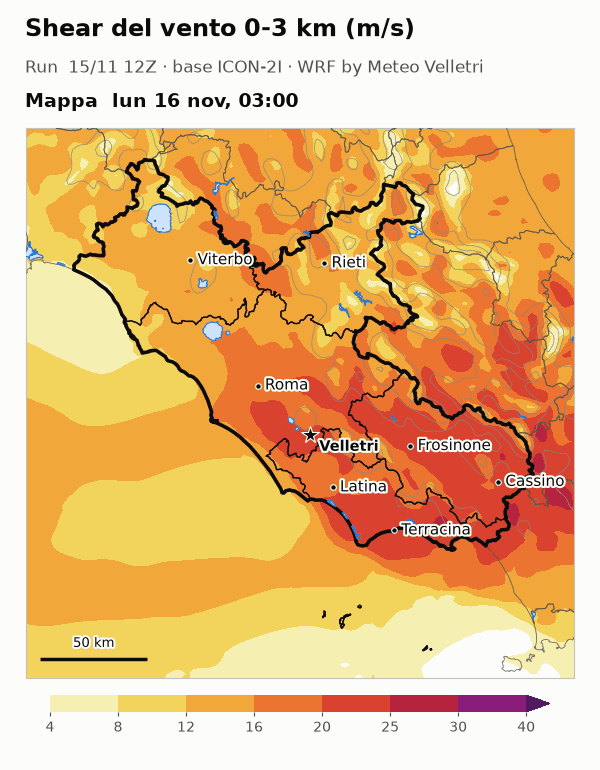 Shear del vento 0-3 km (m/s)
Run  15/11 12Z · base ICON-2I · WRF by Meteo Velletri
Mappa  lun 16 nov, 03:00
Viterbo
Rieti
Roma
Velletri
Frosinone
Latina
Cassino
Terracina
50 km
4 8 12 16 20 25 30 40